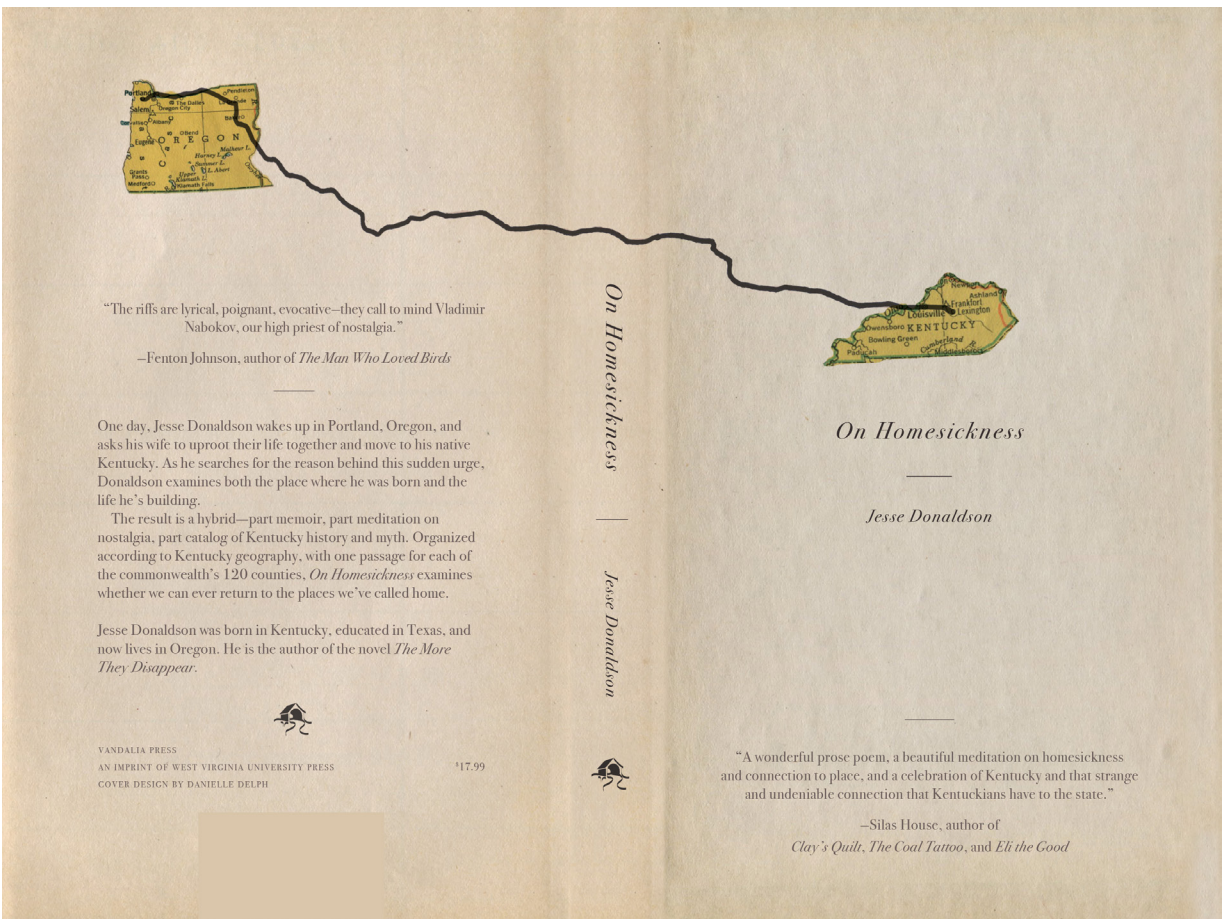 Portland
Pendleton
The Dalles
Oregon City
Salem
Albany
Bend
Eugene
OREGON
Malheur L.
Harney L.
Summer L.
L. Abert
Upper
Klamath L.
Grants
Pass
Medford
Klamath Falls
“The riffs are lyrical, poignant, evocative—they call to mind Vladimir
Nabokov, our high priest of nostalgia.”
—Fenton Johnson, author of The Man Who Loved Birds
One day, Jesse Donaldson wakes up in Portland, Oregon, and
asks his wife to uproot their life together and move to his native
Kentucky. As he searches for the reason behind this sudden urge,
Donaldson examines both the place where he was born and the
life he’s building.
The result is a hybrid—part memoir, part meditation on
nostalgia, part catalog of Kentucky history and myth. Organized
according to Kentucky geography, with one passage for each of
the commonwealth’s 120 counties, On Homesickness examines
whether we can ever return to the places we’ve called home.
Jesse Donaldson was born in Kentucky, educated in Texas, and
now lives in Oregon. He is the author of the novel The More
They Disappear.
VANDALIA PRESS
AN IMPRINT OF WEST VIRGINIA UNIVERSITY PRESS
$17.99
COVER DESIGN BY DANIELLE DELPH
On Homesickness
Jesse Donaldson
Ashland
Frankfort
Louisville
Lexington
Owensboro
KENTUCKY
Bowling Green
Cumberland
Paducah
Middlesboro
On Homesickness
Jesse Donaldson
“A wonderful prose poem, a beautiful meditation on homesickness
and connection to place, and a celebration of Kentucky and that strange
and undeniable connection that Kentuckians have to the state.”
—Silas House, author of
Clay’s Quilt, The Coal Tattoo, and Eli the Good